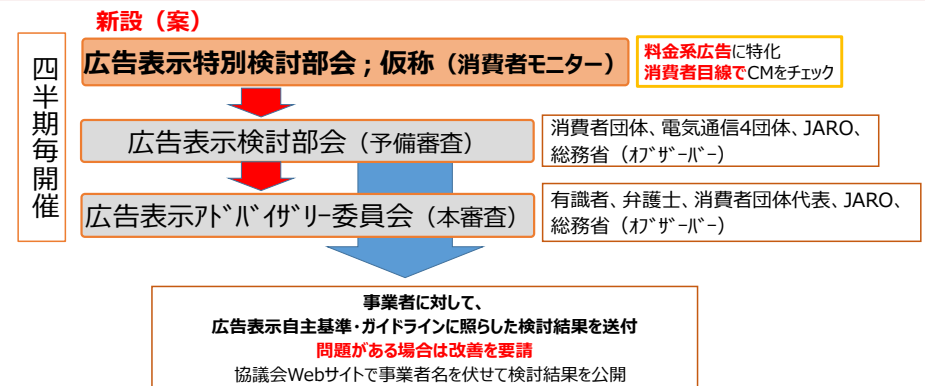 新設（案）
四半期毎開催
広告表示特別検討部会；仮称（消費者モニター）
料金系広告に特化
消費者目線でCMをチェック
広告表示検討部会（予備審査）
消費者団体、電気通信4団体、JARO、
総務省（ｵﾌﾞｻﾞｰﾊﾞｰ）
広告表示ｱﾄﾞﾊﾞｲｻﾞﾘｰ委員会（本審査）
有識者、弁護士、消費者団体代表、JARO、
総務省（ｵﾌﾞｻﾞｰﾊﾞｰ）
事業者に対して、
広告表示自主基準・ガイドラインに照らした検討結果を送付
問題がある場合は改善を要請
協議会Webサイトで事業者名を伏せて検討結果を公開